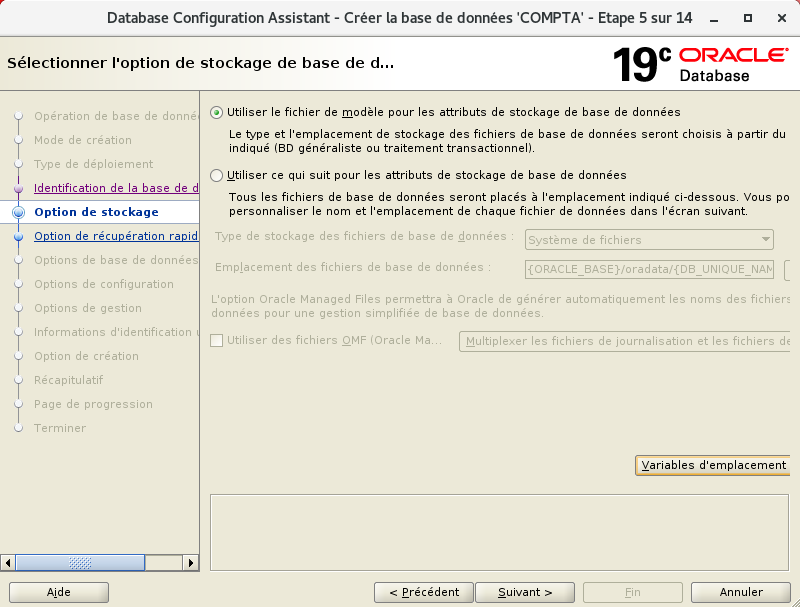 Database Configuration Assistant - Créer la base de données 'COMPTA' - Etape 5 sur 14
Sélectionner l'option de stockage de base de d...
19c ORACLE
Database
Opération de base de donné
Mode de création
Type de déploiement
Identification de la base de d
Option de stockage
Option de récupération rapid
Options de base de données
Options de configuration
Options de gestion
Informations d'identification u
Option de création
Récapitulatif
Page de progression
Terminer
Utiliser le fichier de modèle pour les attributs de stockage de base de données
Le type et l'emplacement de stockage des fichiers de base de données seront choisis à partir du
indiqué (BD généraliste ou traitement transactionnel).
Utiliser ce qui suit pour les attributs de stockage de base de données
Tous les fichiers de base de données seront placés à l'emplacement indiqué ci-dessous. Vous po
personnaliser le nom et l'emplacement de chaque fichier de données dans l'écran suivant.
Type de stockage des fichiers de base de données : Système de fichiers
Emplacement des fichiers de base de données : {ORACLE_BASE}/oradata/{DB_UNIQUE_NAM
L'option Oracle Managed Files permettra à Oracle de générer automatiquement les noms des fichiers
données pour une gestion simplifiée de base de données.
Utiliser des fichiers OMF (Oracle Ma... Multiplexer les fichiers de journalisation et les fichiers de
Variables d'emplacement
Aide < Précédent Suivant > Fin Annuler